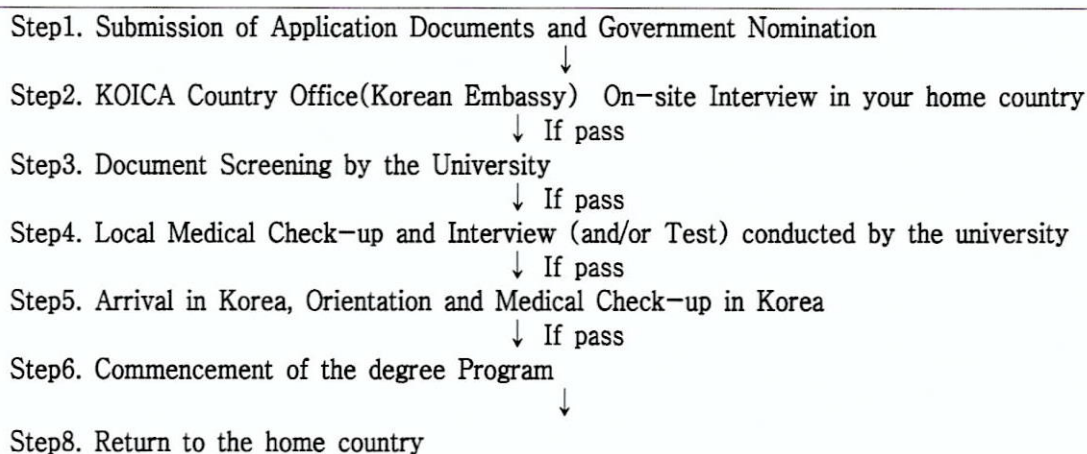 Step1. Submission of Application Documents and Government Nomination
↓
Step2. KOICA Country Office(Korean Embassy) On-site Interview in your home country
↓ If pass
Step3. Document Screening by the University
↓ If pass
Step4. Local Medical Check-up and Interview (and/or Test) conducted by the university
↓ If pass
Step5. Arrival in Korea, Orientation and Medical Check-up in Korea
↓ If pass
Step6. Commencement of the degree Program
↓
Step8. Return to the home country